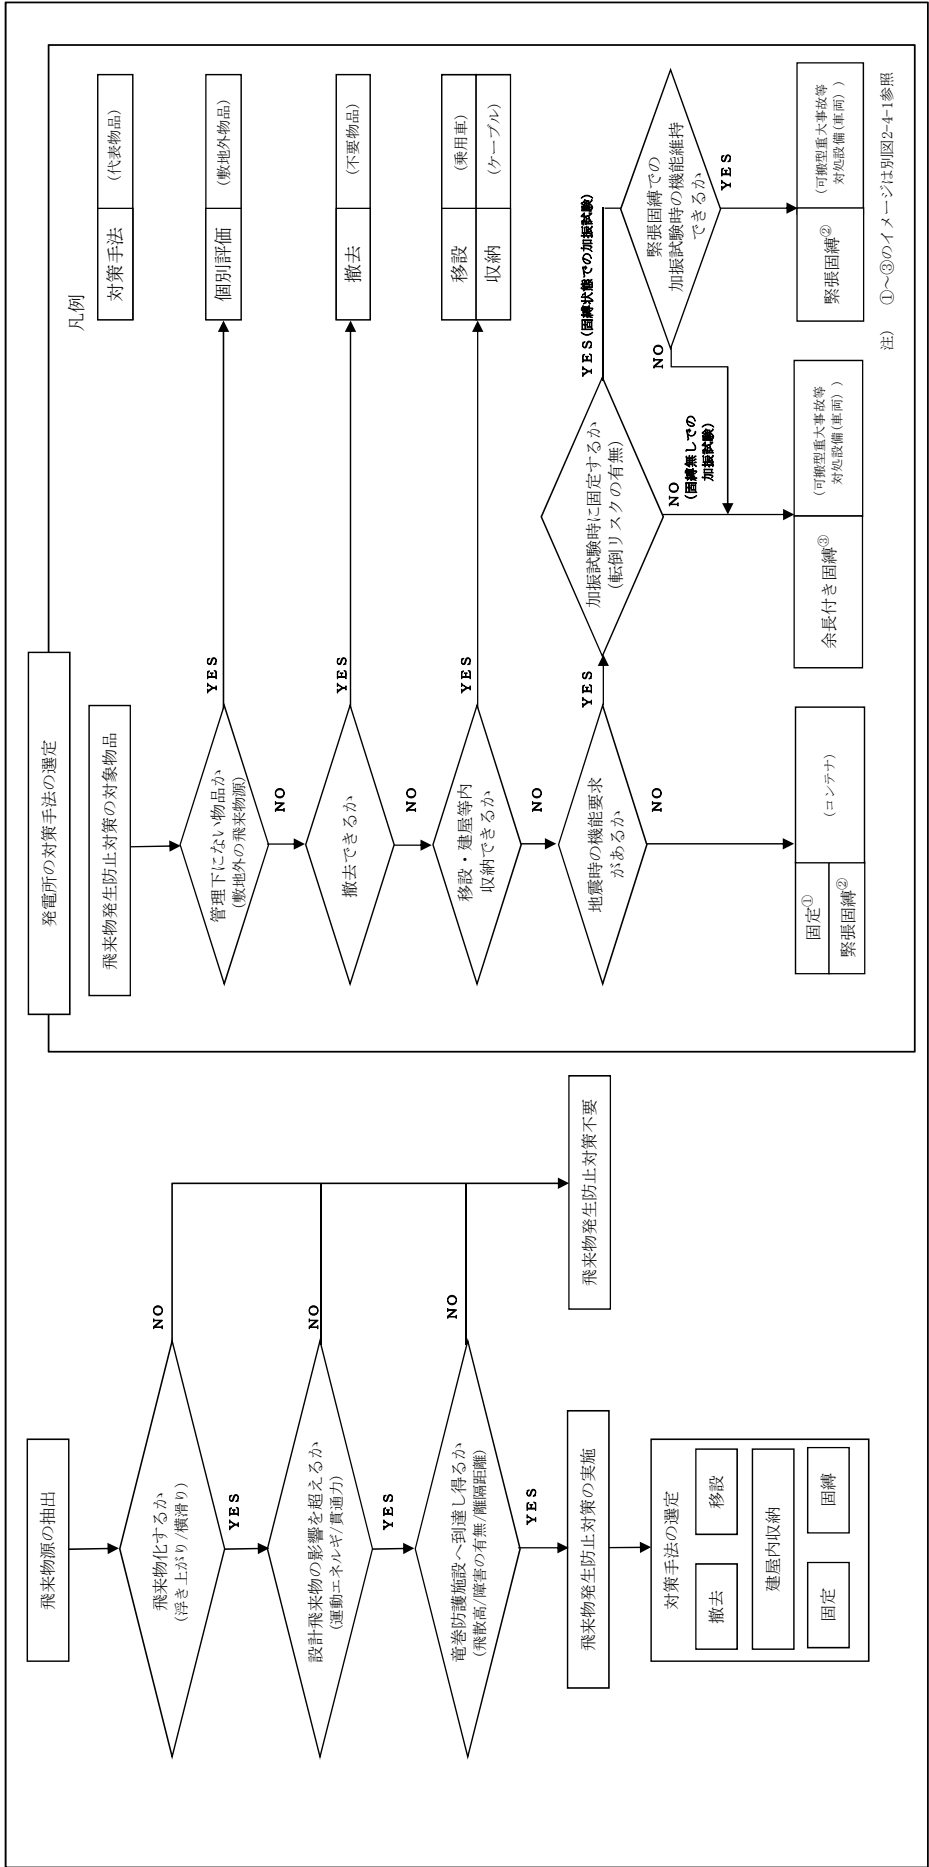 飛来物源の抽出
飛来物化するか
(浮き上がり/横滑り)
NO
YES
設計飛来物の影響を超えるか
(運動エネルギ/貫通力)
NO
YES
竜巻防護施設へ到達し得るか
(飛散高/障害の有無/離隔距離)
NO
YES
飛来物発生防止対策の実施
飛来物発生防止対策不要
対策手法の選定
撤去
移設
建屋内収納
固定
固縛
発電所の対策手法の選定
飛来物発生防止対策の対象物品
凡例
対策手法
(代表物品)
管理下にない物品か
(敷地外の飛来物源)
YES
個別評価
(敷地外物品)
NO
撤去できるか
YES
撤去
(不要物品)
NO
移設・建屋等内
収納できるか
YES
移設
(乗用車)
収納
(ケーブル)
NO
地震時の機能要求
があるか
YES
NO
加振試験時に固定するか
(転倒リスクの有無)
YES(固縛状態での加振試験)
NO
(固縛無しでの
加振試験)
緊張固縛での
加振試験時の機能維持
できるか
NO
YES
固定①
緊張固縛②
(コンテナ)
余長付き固縛③
(可搬型重大事故等
対処設備(車両))
緊張固縛②
(可搬型重大事故等
対処設備(車両))
注) ①~③のイメージは別図2-4-1参照